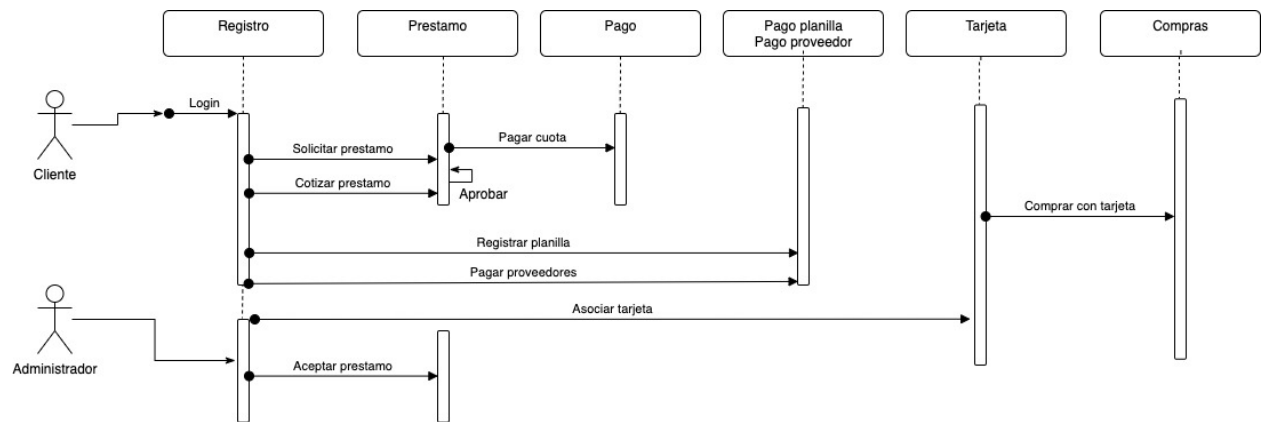 Registro
Prestamo
Pago
Pago planilla
Pago proveedor
Tarjeta
Compras
Login
Pagar cuota
Solicitar prestamo
Cliente
Cotizar prestamo
Aprobar
Comprar con tarjeta
Registrar planilla
Pagar proveedores
Asociar tarjeta
Administrador
Aceptar prestamo